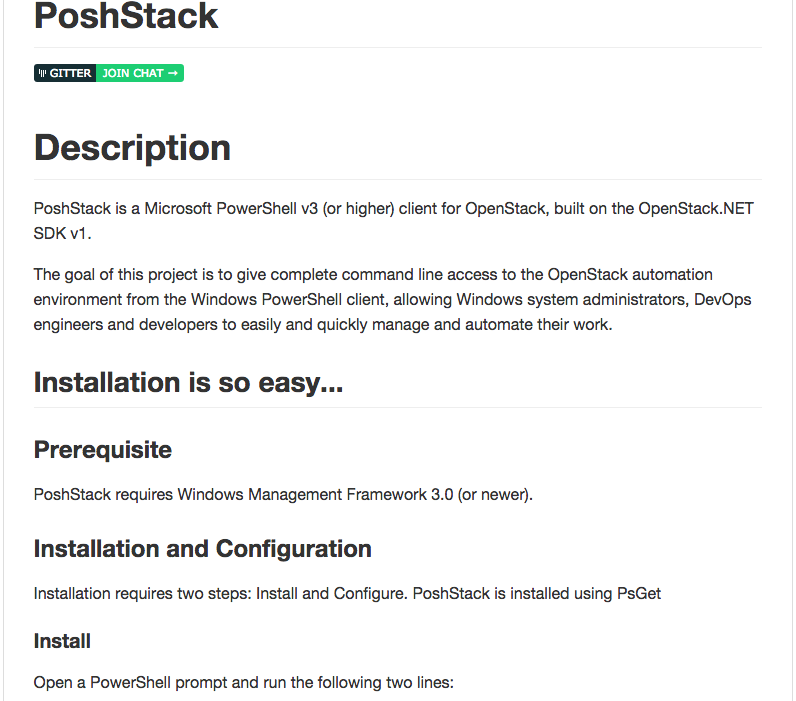 PoshStack
GITTER JOIN CHAT →
Description
PoshStack is a Microsoft PowerShell v3 (or higher) client for OpenStack, built on the OpenStack.NET
SDK v1.
The goal of this project is to give complete command line access to the OpenStack automation
environment from the Windows PowerShell client, allowing Windows system administrators, DevOps
engineers and developers to easily and quickly manage and automate their work.
Installation is so easy...
Prerequisite
PoshStack requires Windows Management Framework 3.0 (or newer).
Installation and Configuration
Installation requires two steps: Install and Configure. PoshStack is installed using PsGet
Install
Open a PowerShell prompt and run the following two lines: